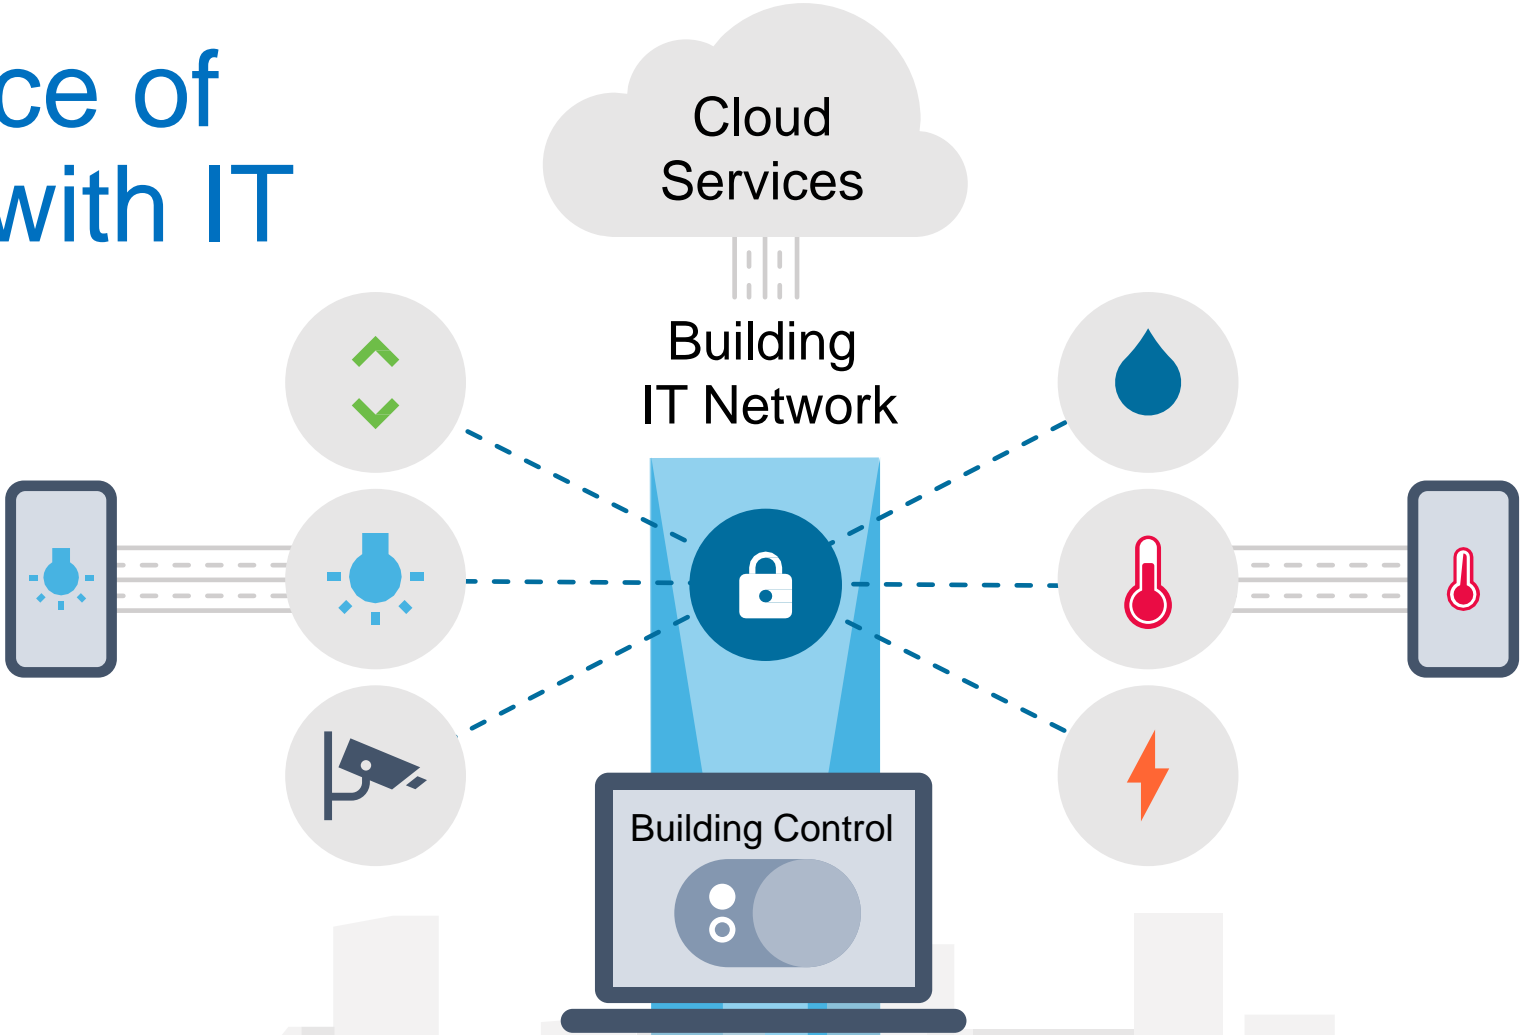 ce of
with IT
Cloud
Services
Building
IT Network
Building Control